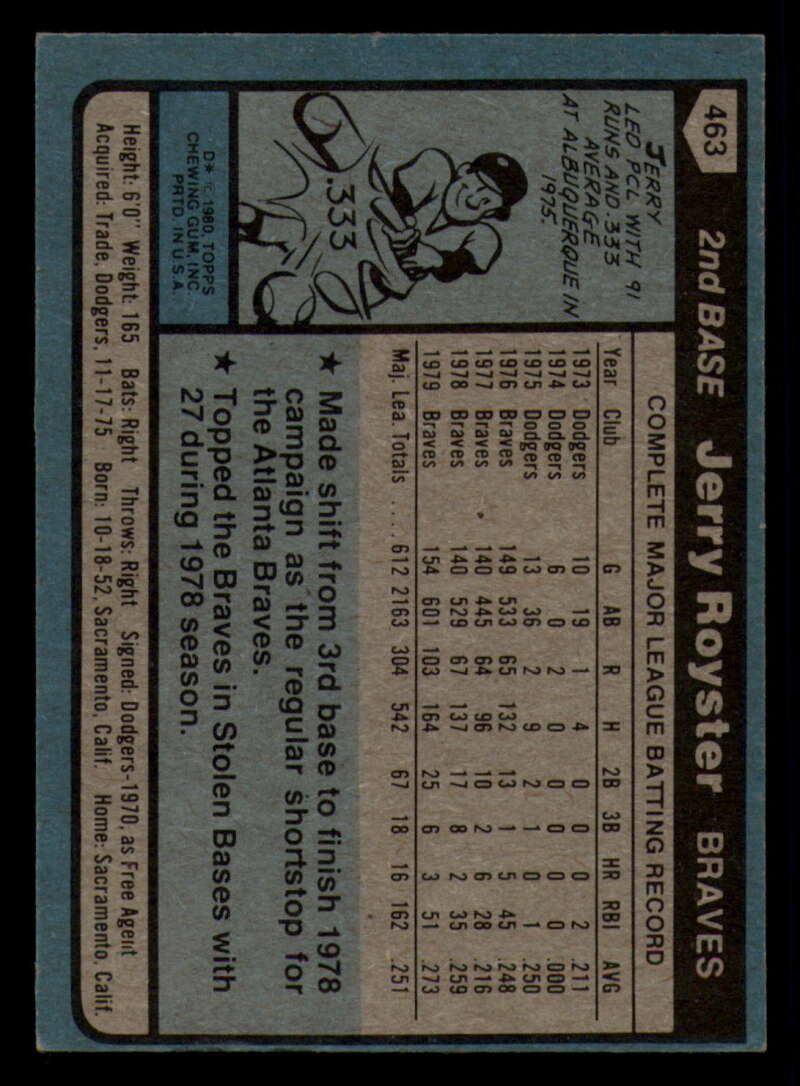 463
2nd BASE Jerry Royster BRAVES
JERRY
LED PCL WITH 91
RUNS AND .333
AVERAGE
AT ALBUQUERQUE IN
1975.
.333
D* © 1980, TOPPS
CHEWING GUM, INC.
PRTD. IN U.S.A.
COMPLETE MAJOR LEAGUE BATTING RECORD
Year Club G AB R H 2B 3B HR RBI AVG
1973 Dodgers 10 19 1 4 0 0 0 2 .211
1974 Dodgers 6 0 2 0 0 0 0 0 .000
1975 Dodgers 13 36 2 9 2 1 0 1 .250
1976 Braves 149 533 65 132 13 1 5 45 .248
1977 Braves 140 445 64 96 10 2 6 28 .216
1978 Braves 140 529 67 137 17 8 2 35 .259
1979 Braves 154 601 103 164 25 6 3 51 .273
Maj. Lea. Totals .... 612 2163 304 542 67 18 16 162 .251
★ Made shift from 3rd base to finish 1978
campaign as the regular shortstop for
the Atlanta Braves.
★ Topped the Braves in Stolen Bases with
27 during 1978 season.
Height: 6'0" Weight: 165 Bats: Right Throws: Right Signed: Dodgers-1970, as Free Agent
Acquired: Trade, Dodgers, 11-17-75 Born: 10-18-52, Sacramento, Calif. Home: Sacramento, Calif.